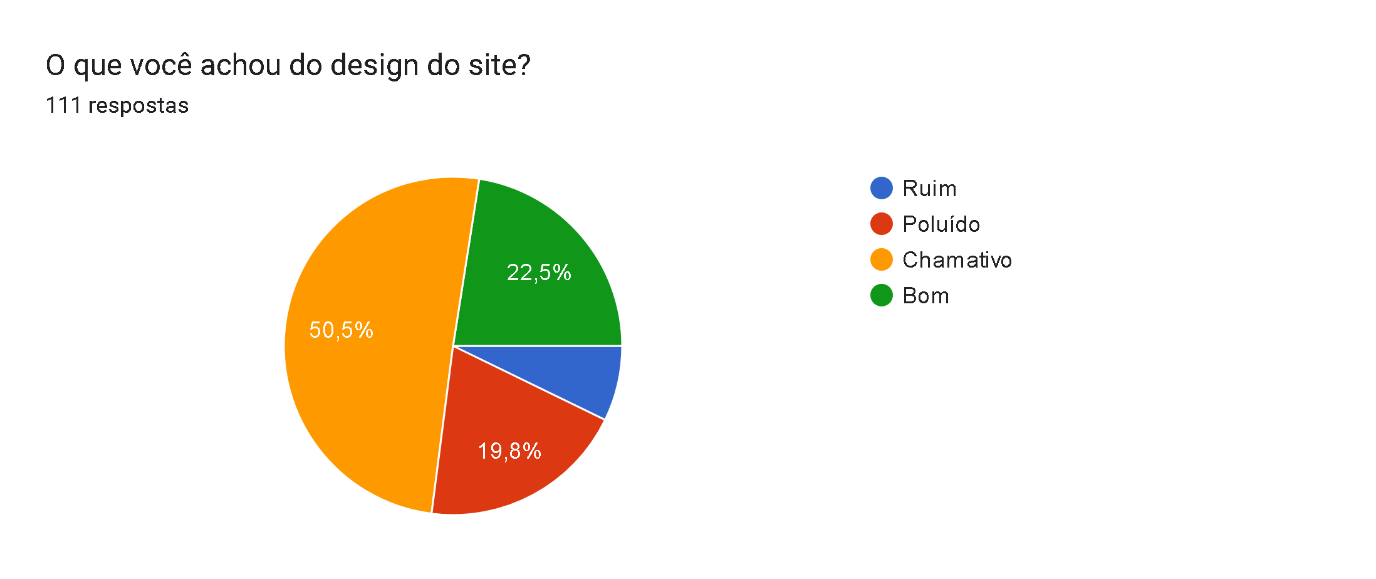 O que você achou do design do site?
111 respostas
Ruim
Poluído
Chamativo
Bom
22,5%
50,5%
19,8%